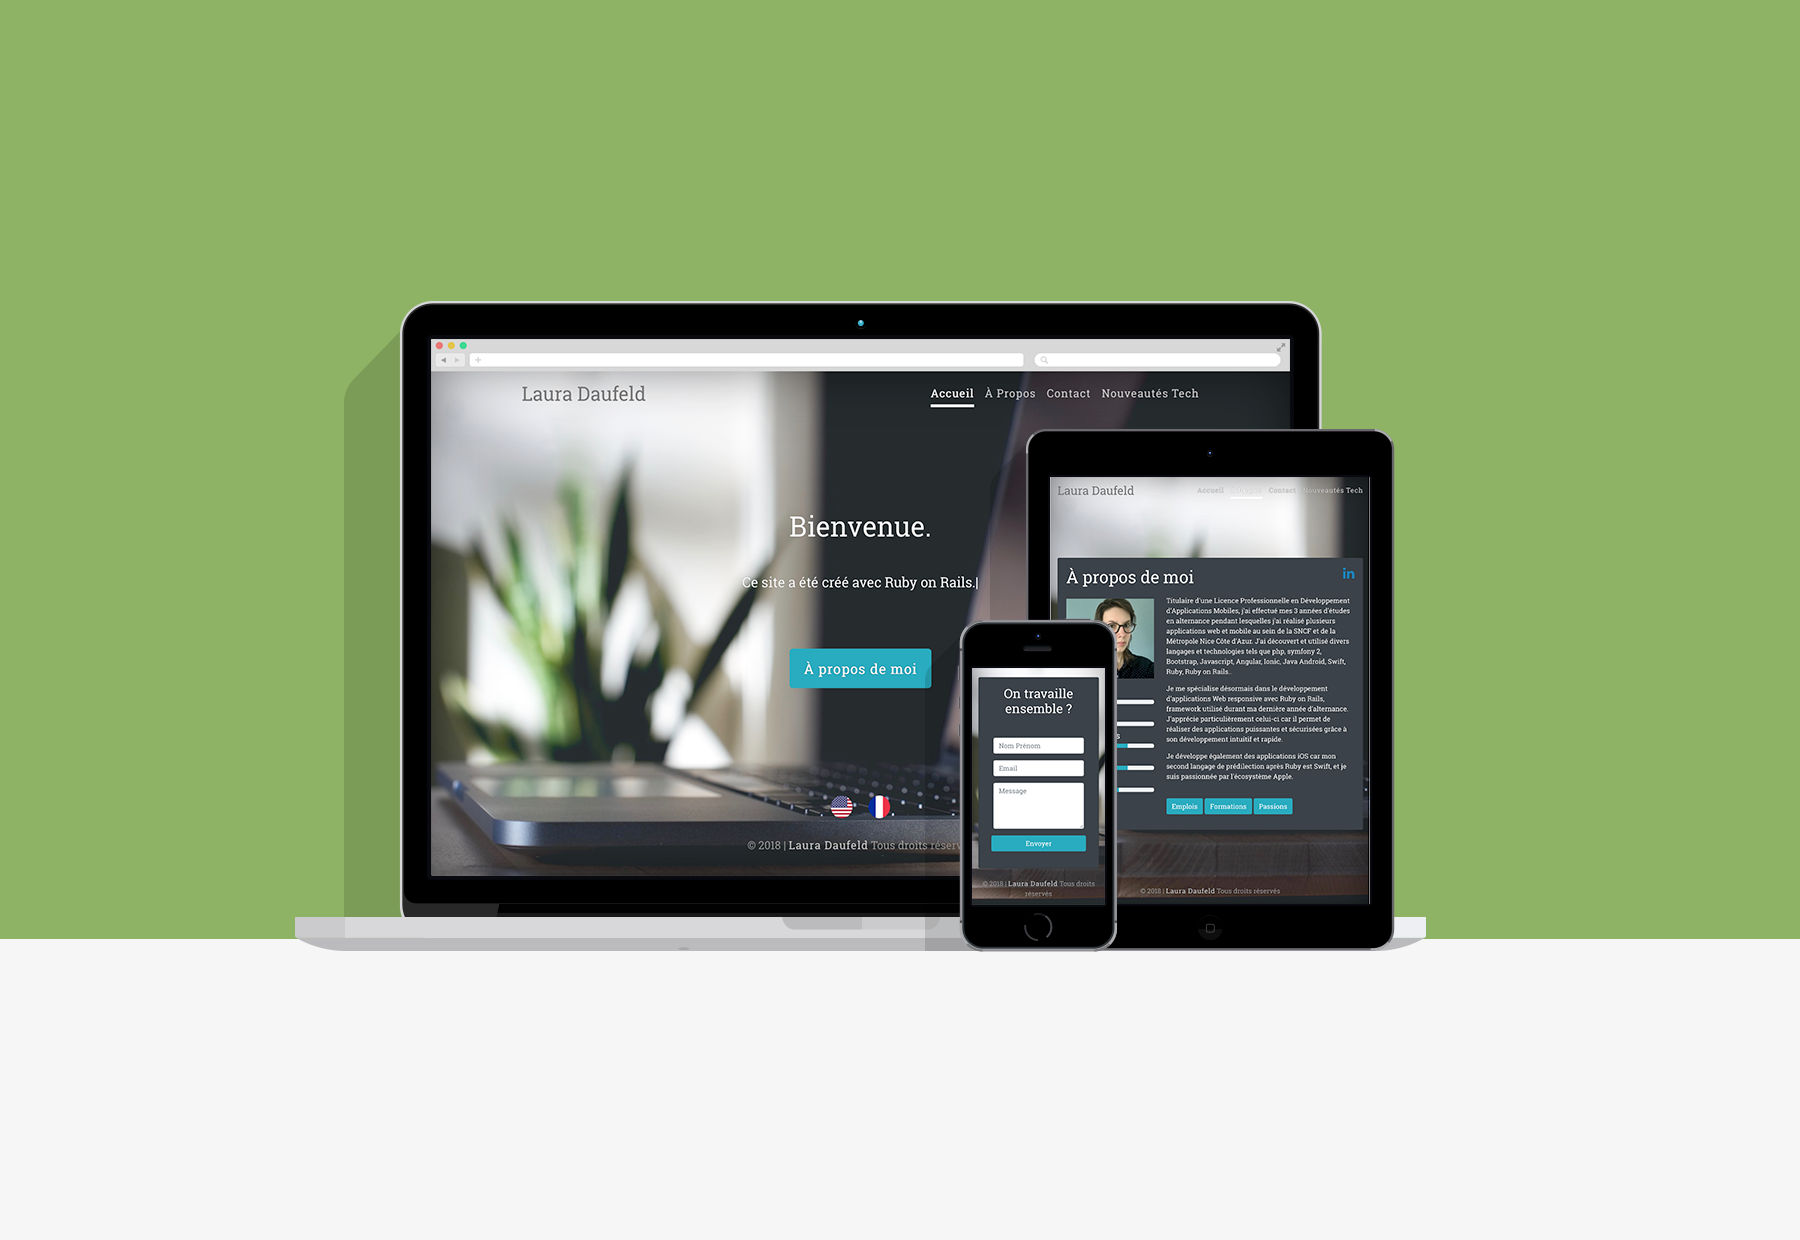 Laura Daufeld
Accueil À Propos Contact Nouveautés Tech
Bienvenue.
Ce site a été créé avec Ruby on Rails.|
À propos de moi
© 2018 | Laura Daufeld Tous droits réserv
Laura Daufeld
Accueil Contact Nouveautés Tech
À propos de moi
in
Titulaire d'une Licence Professionnelle en Développement
d'Applications Mobiles, j'ai effectué mes 3 années d'études
en alternance pendant lesquelles j'ai réalisé plusieurs
applications web et mobile au sein de la SNCF et de la
Métropole Nice Côte d'Azur. J'ai découvert et utilisé divers
langages et technologies tels que php, symfony 2,
Bootstrap, Javascript, Angular, Ionic, Java Android, Swift,
Ruby, Ruby on Rails..
Je me spécialise désormais dans le développement
d'applications Web responsive avec Ruby on Rails,
framework utilisé durant ma dernière année d'alternance.
J'apprécie particulièrement celui-ci car il permet de
réaliser des applications puissantes et sécurisées grâce à
son développement intuitif et rapide.
Je développe également des applications iOS car mon
second langage de prédilection après Ruby est Swift, et je
suis passionnée par l'écosystème Apple.
s
Emplois Formations Passions
© 2018 | Laura Daufeld Tous droits réservés
On travaille
ensemble ?
Nom Prénom
Email
Message
Envoyer
© 2018 | Laura Daufeld Tous droits
réservés